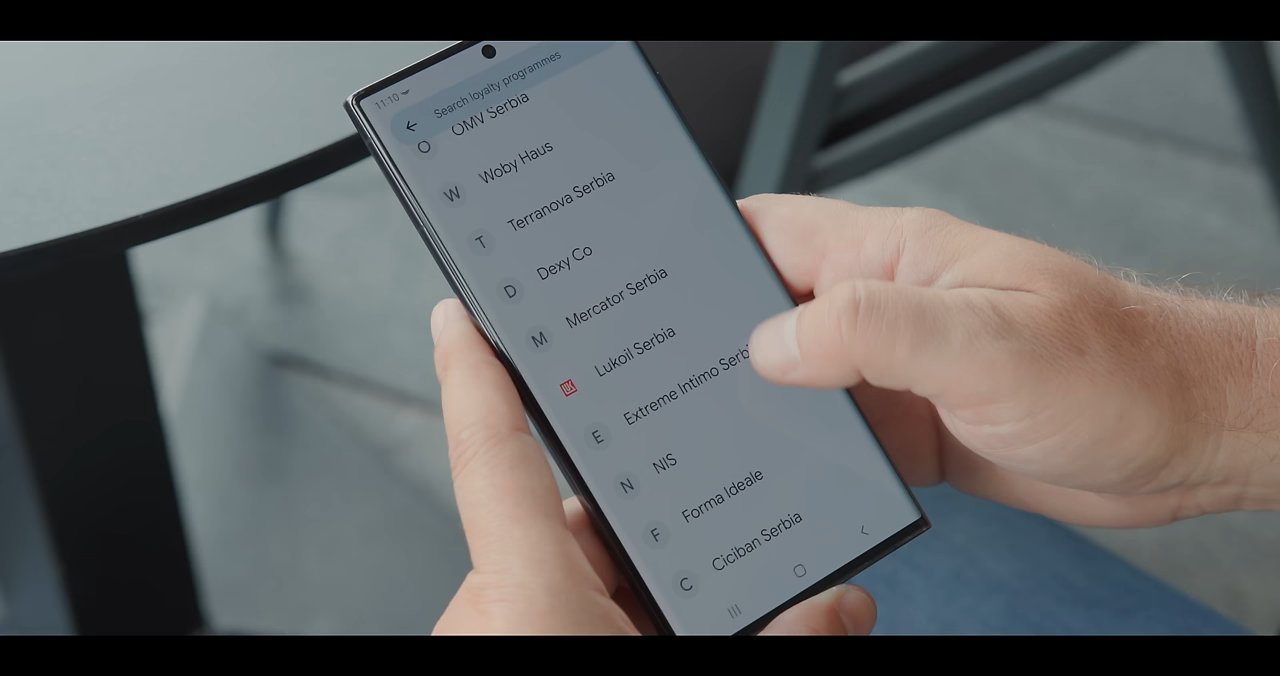 11:10
Search loyalty programmes
O OMV Serbia
W Woby Haus
T Terranova Serbia
D Dexy Co
M Mercator Serbia
Lukoil Serbia
E Extreme Intimo Serbi
N NIS
F Forma Ideale
C Ciciban Serbia